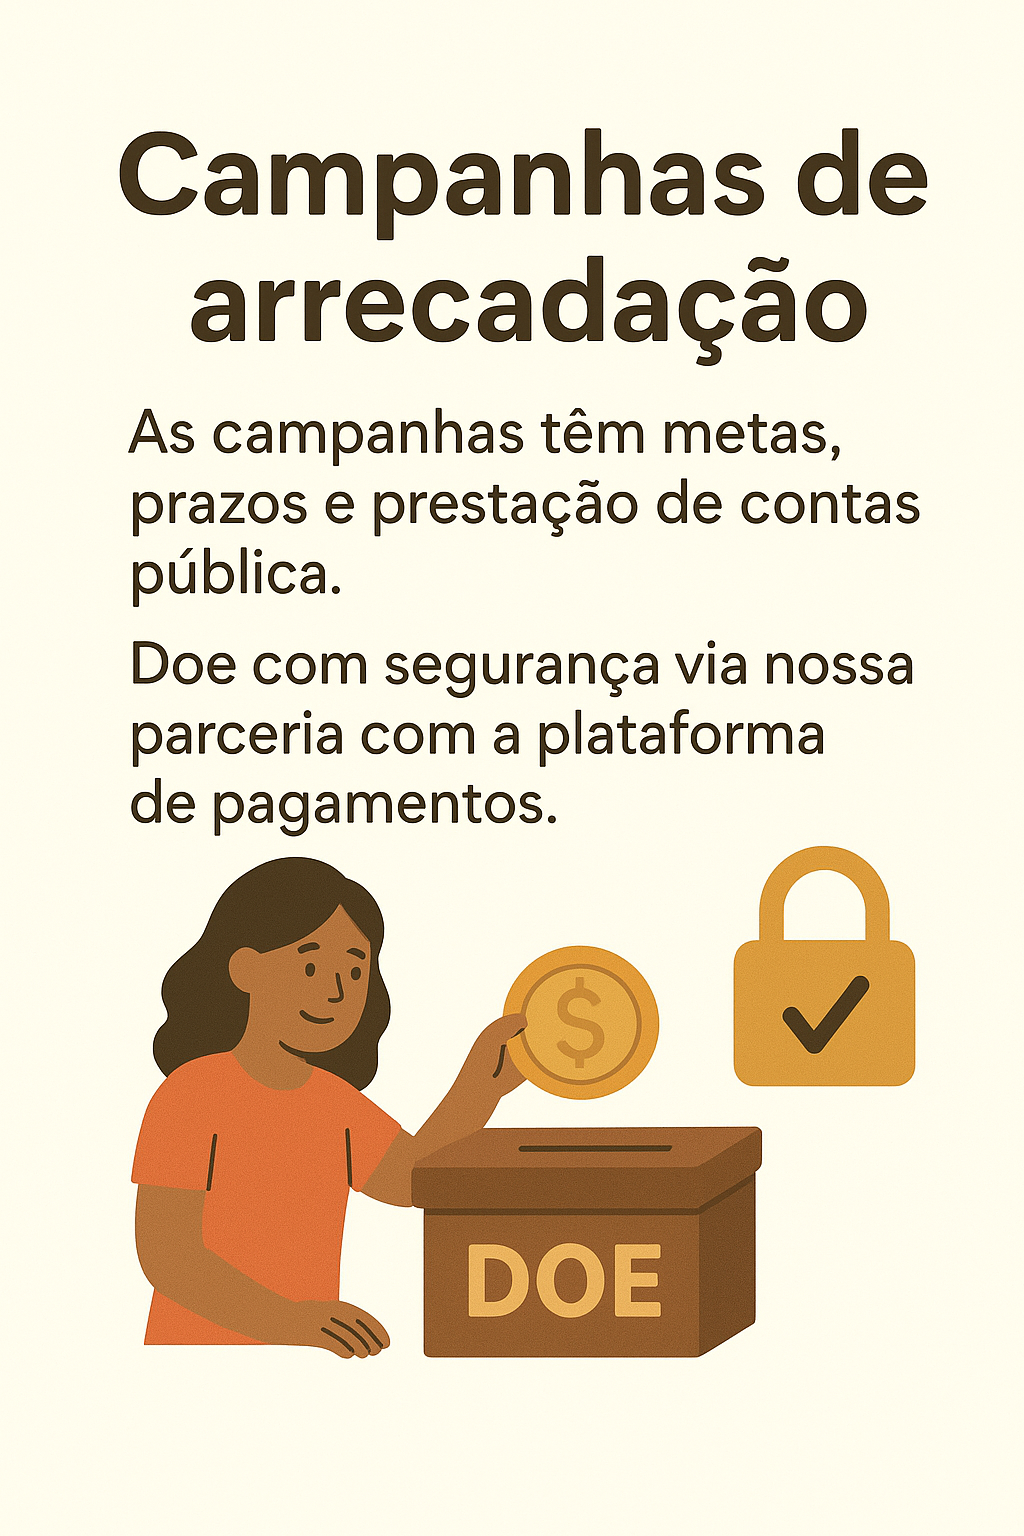 Campanhas de
arrecadação
As campanhas têm metas,
prazos e prestação de contas
pública.
Doe com segurança via nossa
parceria com a plataforma
de pagamentos.
$
DOE